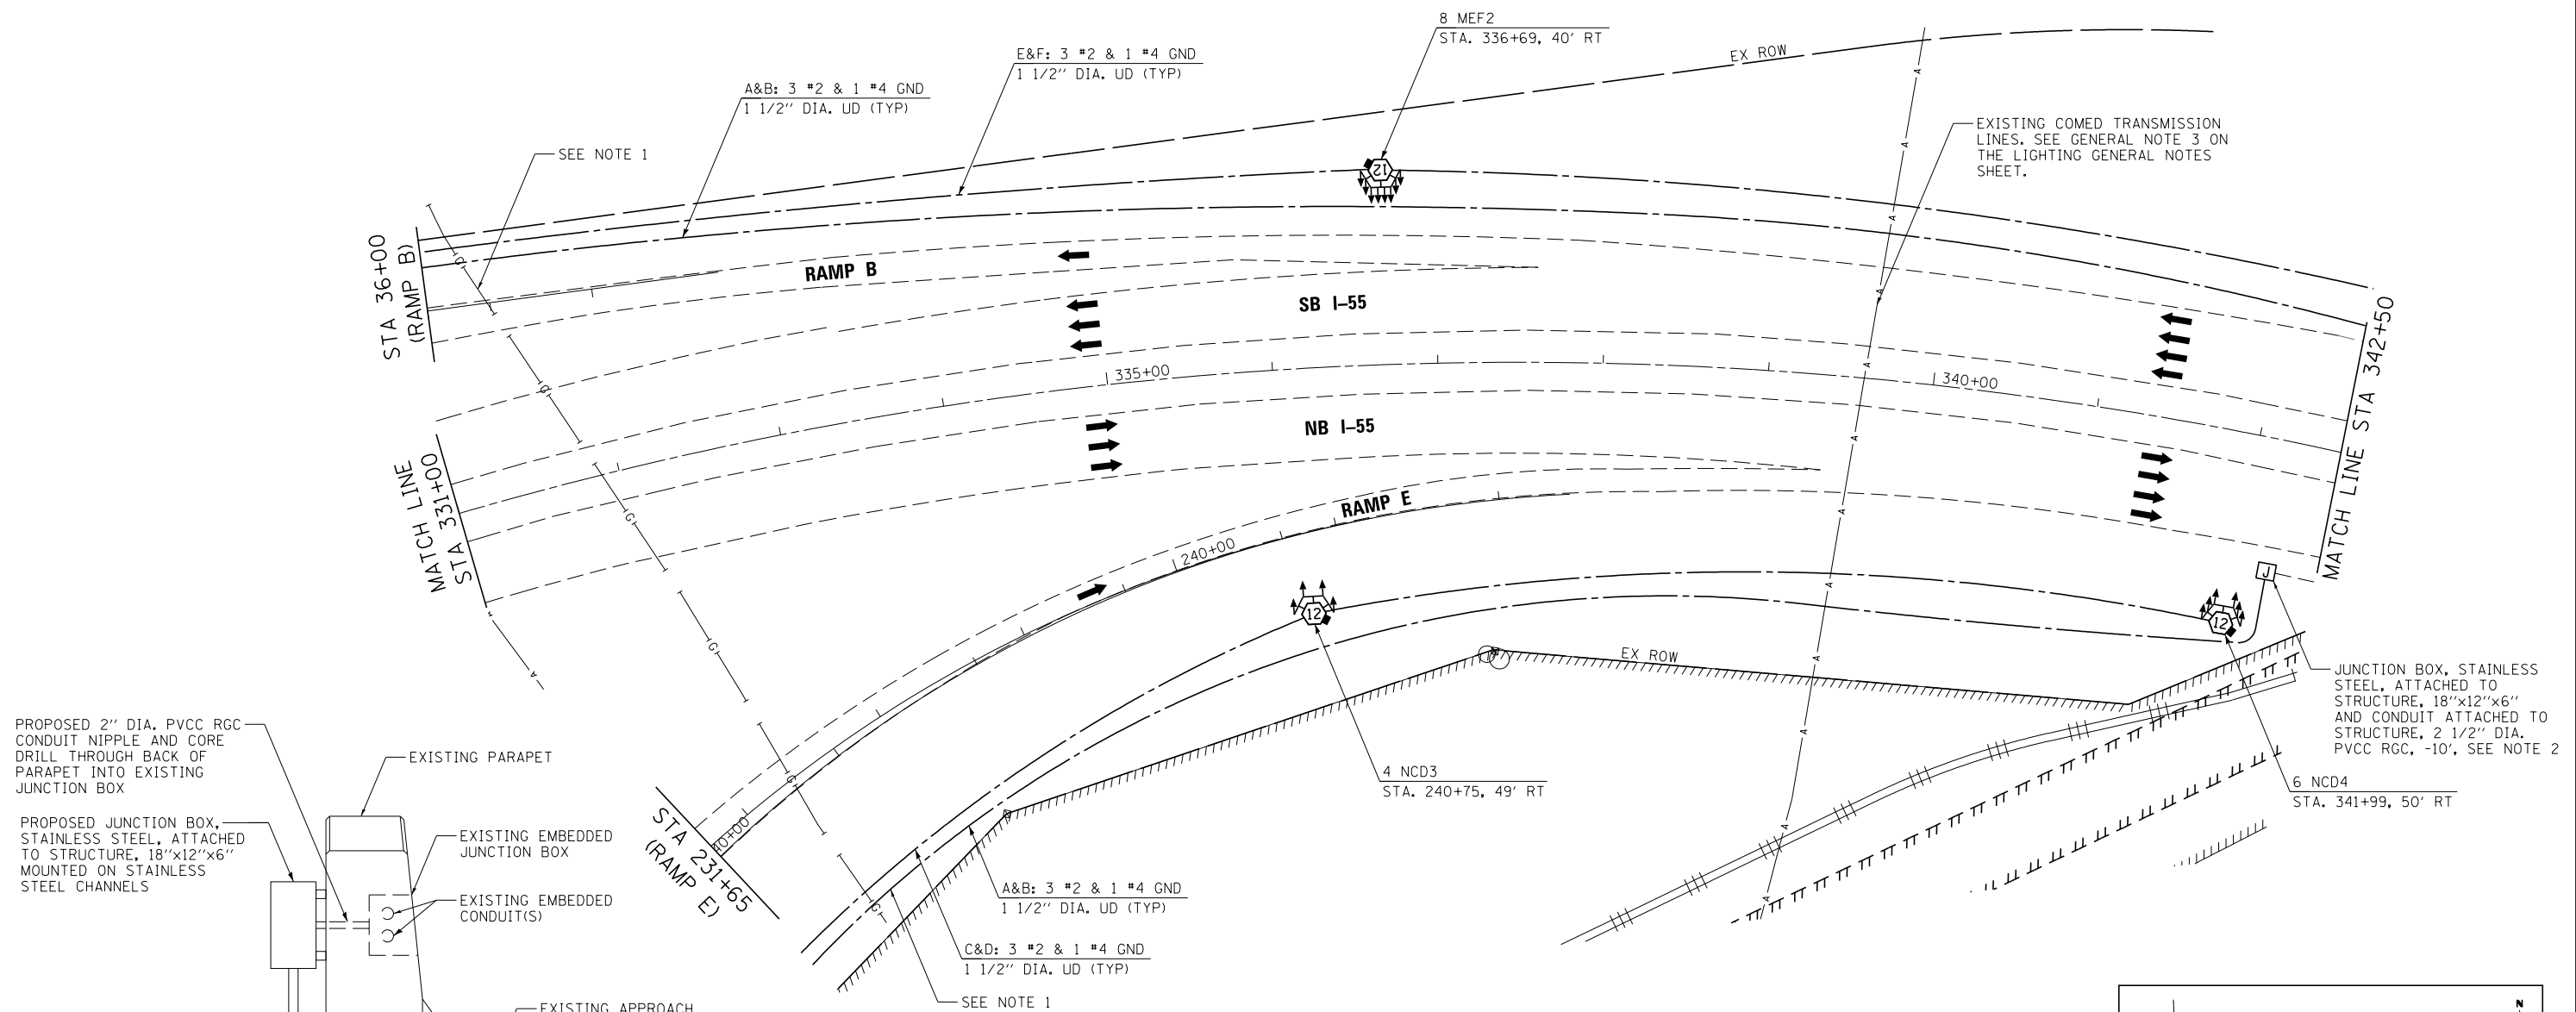 8 MEF2
STA. 336+69, 40' RT
E&F: 3 #2 & 1 #4 GND
1 1/2" DIA. UD (TYP)
EX ROW
A&B: 3 #2 & 1 #4 GND
1 1/2" DIA. UD (TYP)
EXISTING COMED TRANSMISSION
LINES. SEE GENERAL NOTE 3 ON
THE LIGHTING GENERAL NOTES
SHEET.
SEE NOTE 1
12
STA 36+00
(RAMP B)
RAMP B
SB I-55
335+00
340+00
MATCH LINE STA 342+50
NB I-55
MATCH LINE
STA 331+00
RAMP E
240+00
12
12
J
EX ROW
JUNCTION BOX, STAINLESS
STEEL, ATTACHED TO
STRUCTURE, 18"x12"x6"
AND CONDUIT ATTACHED TO
STRUCTURE, 2 1/2" DIA.
PVCC RGC, -10', SEE NOTE 2
4 NCD3
STA. 240+75, 49' RT
6 NCD4
STA. 341+99, 50' RT
PROPOSED 2" DIA. PVCC RGC
CONDUIT NIPPLE AND CORE
DRILL THROUGH BACK OF
PARAPET INTO EXISTING
JUNCTION BOX
EXISTING PARAPET
PROPOSED JUNCTION BOX,
STAINLESS STEEL, ATTACHED
TO STRUCTURE, 18"x12"x6"
MOUNTED ON STAINLESS
STEEL CHANNELS
EXISTING EMBEDDED
JUNCTION BOX
EXISTING EMBEDDED
CONDUIT(S)
STA 231+65
(RAMP E)
A&B: 3 #2 & 1 #4 GND
1 1/2" DIA. UD (TYP)
C&D: 3 #2 & 1 #4 GND
1 1/2" DIA. UD (TYP)
SEE NOTE 1
EXISTING APPROACH
N